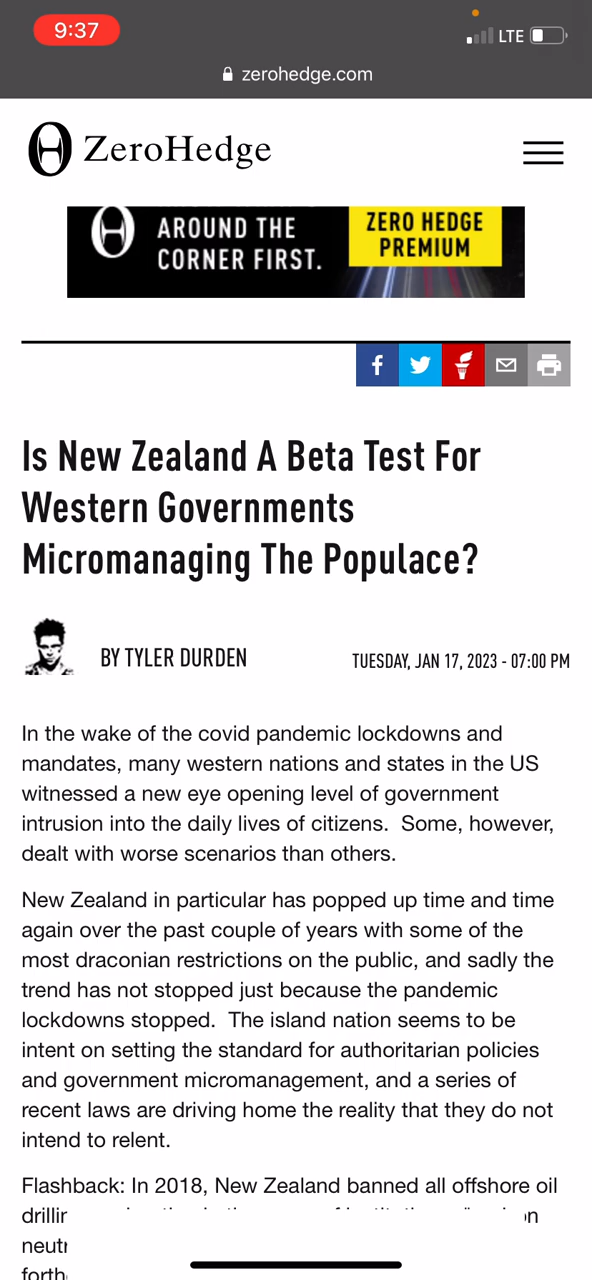 9:37
LTE
zerohedge.com
ZeroHedge
AROUND THE
CORNER FIRST.
ZERO HEDGE
PREMIUM
Is New Zealand A Beta Test For
Western Governments
Micromanaging The Populace?
BY TYLER DURDEN
TUESDAY, JAN 17, 2023 - 07:00 PM
In the wake of the covid pandemic lockdowns and
mandates, many western nations and states in the US
witnessed a new eye opening level of government
intrusion into the daily lives of citizens.  Some, however,
dealt with worse scenarios than others.
New Zealand in particular has popped up time and time
again over the past couple of years with some of the
most draconian restrictions on the public, and sadly the
trend has not stopped just because the pandemic
lockdowns stopped.  The island nation seems to be
intent on setting the standard for authoritarian policies
and government micromanagement, and a series of
recent laws are driving home the reality that they do not
intend to relent.
Flashback: In 2018, New Zealand banned all offshore oil